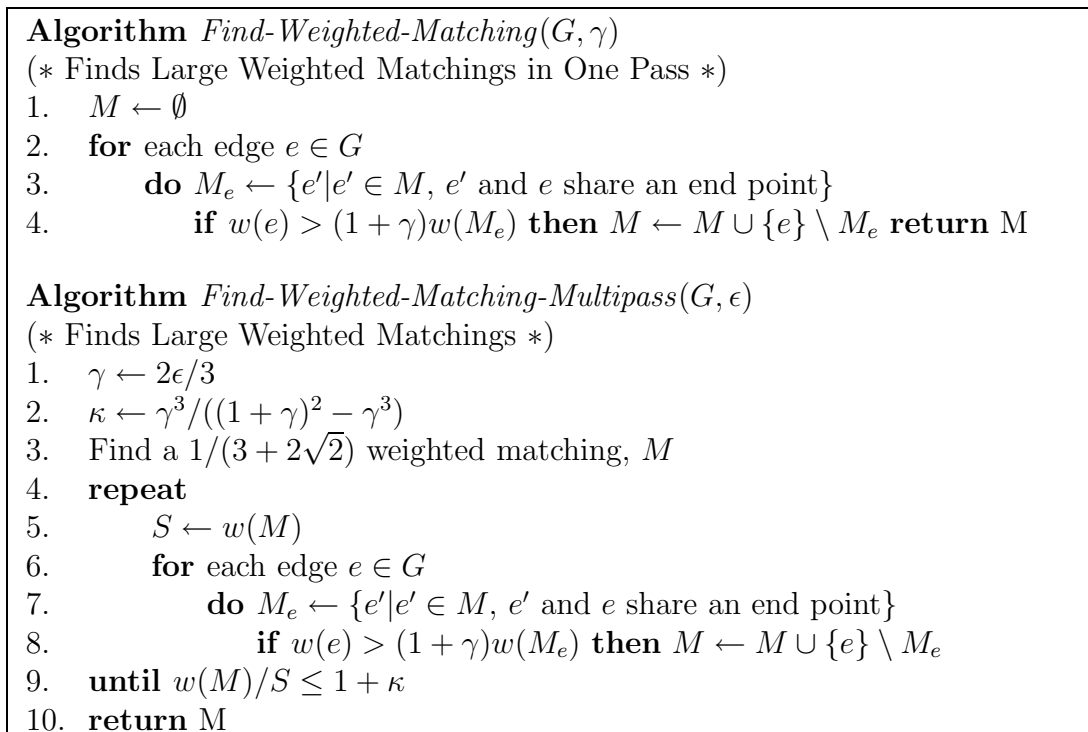 Algorithm Find-Weighted-Matching(G, γ)
(∗ Finds Large Weighted Matchings in One Pass ∗)
1. M ← ∅
2. for each edge e ∈ G
3. do M_e ← {e′|e′ ∈ M, e′ and e share an end point}
4. if w(e) > (1 + γ)w(M_e) then M ← M ∪ {e} \ M_e return M
Algorithm Find-Weighted-Matching-Multipass(G, ϵ)
(∗ Finds Large Weighted Matchings ∗)
1. γ ← 2ϵ/3
2. κ ← γ³/((1 + γ)² − γ³)
3. Find a 1/(3 + 2√2) weighted matching, M
4. repeat
5. S ← w(M)
6. for each edge e ∈ G
7. do M_e ← {e′|e′ ∈ M, e′ and e share an end point}
8. if w(e) > (1 + γ)w(M_e) then M ← M ∪ {e} \ M_e
9. until w(M)/S ≤ 1 + κ
10. return M